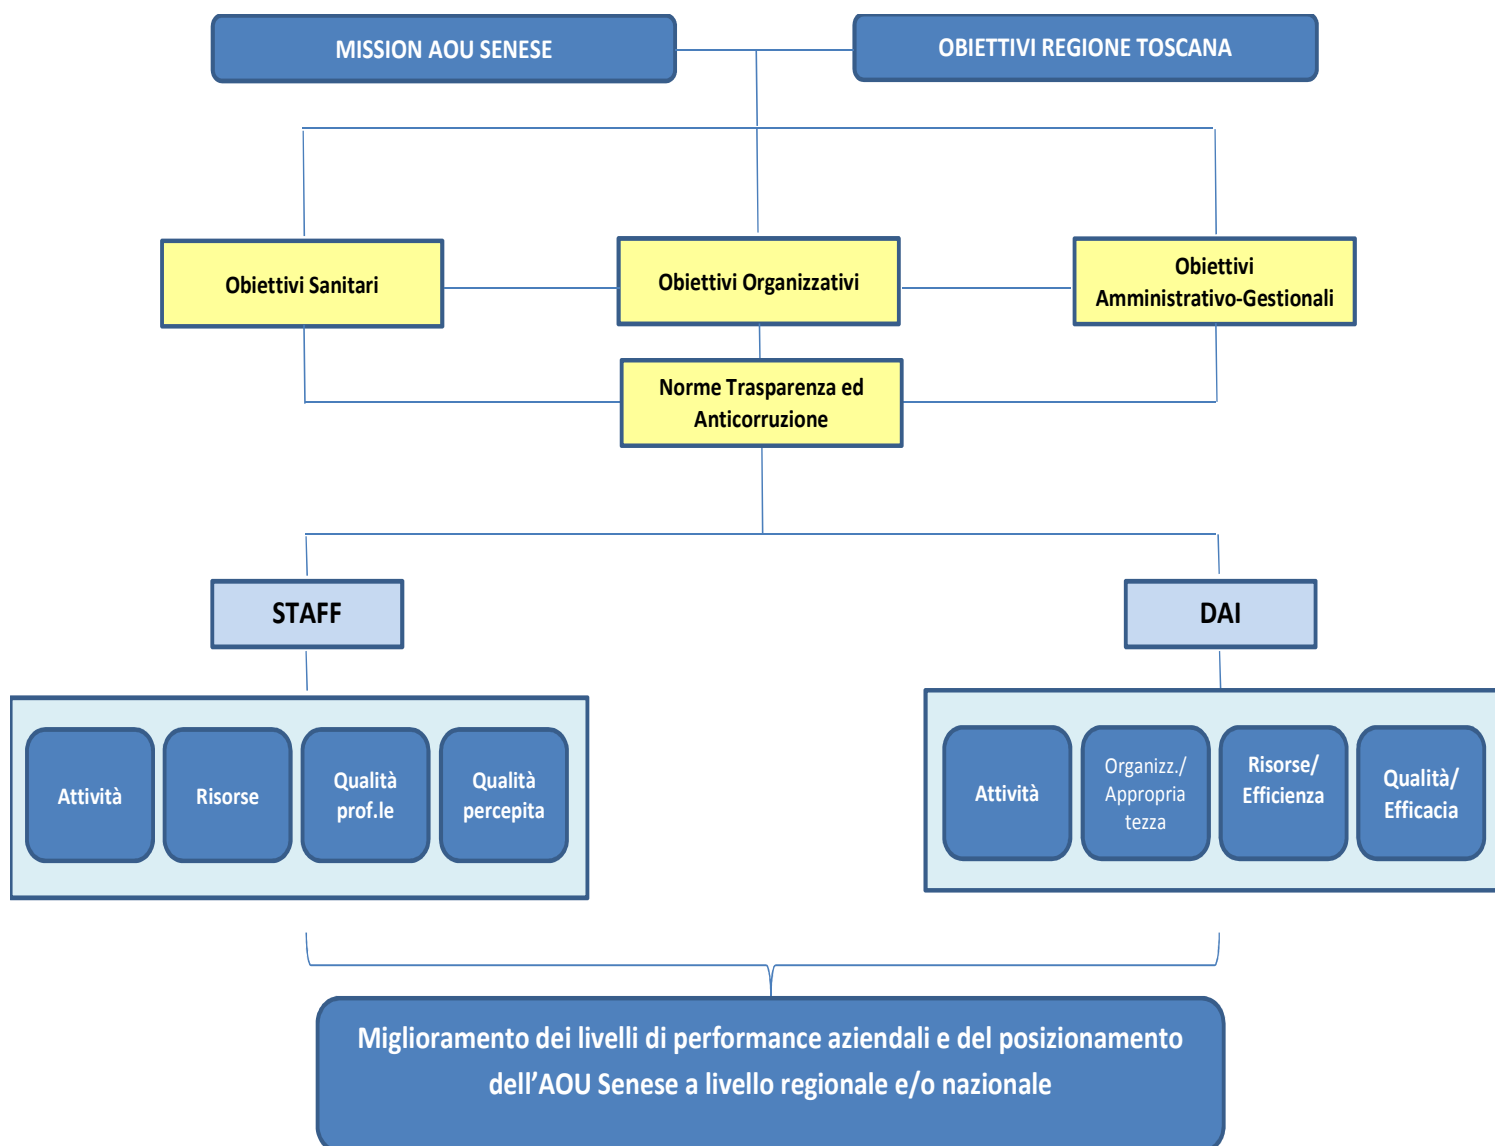 MISSION AOU SENESE
OBIETTIVI REGIONE TOSCANA
Obiettivi Sanitari
Obiettivi Organizzativi
Obiettivi
Amministrativo-Gestionali
Norme Trasparenza ed
Anticorruzione
STAFF
DAI
Attività
Risorse
Qualità
prof.le
Qualità
percepita
Attività
Organizz./
Appropria
tezza
Risorse/
Efficienza
Qualità/
Efficacia
Miglioramento dei livelli di performance aziendali e del posizionamento
dell’AOU Senese a livello regionale e/o nazionale